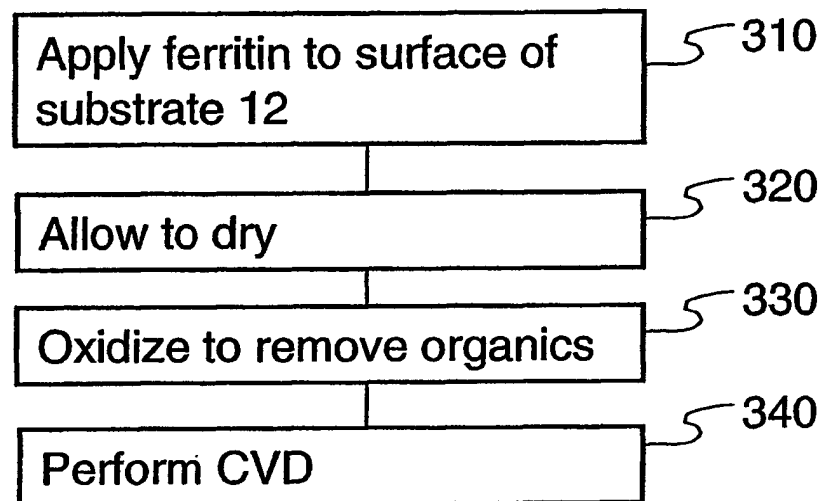 Apply ferritin to surface of
substrate 12
310
Allow to dry
320
Oxidize to remove organics
330
Perform CVD
340